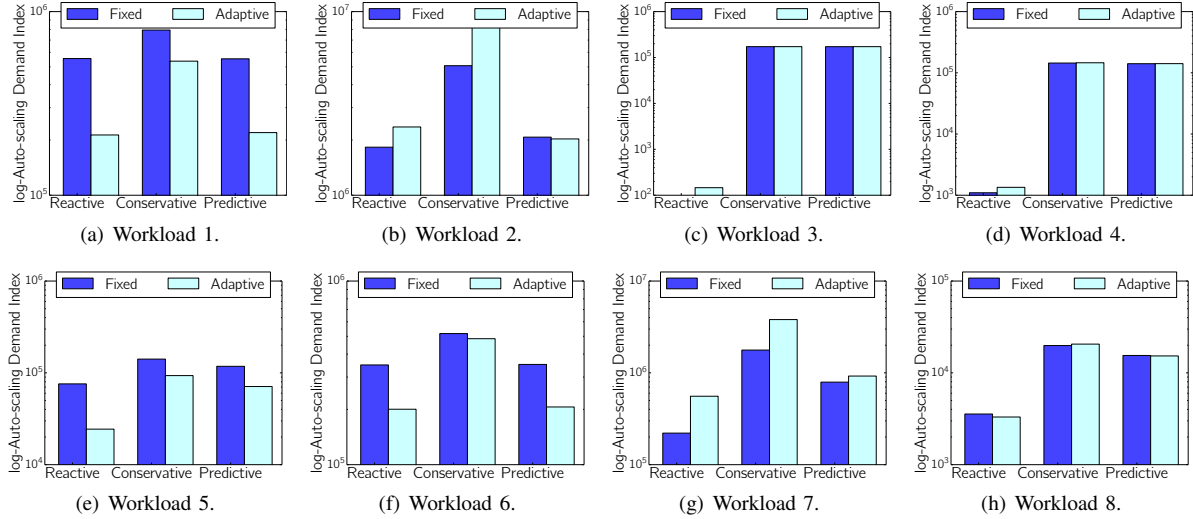 log-Auto-scaling Demand Index
10^6
10^5
Fixed Adaptive
Reactive Conservative Predictive
(a) Workload 1.
log-Auto-scaling Demand Index
10^7
10^6
Fixed Adaptive
Reactive Conservative Predictive
(b) Workload 2.
log-Auto-scaling Demand Index
10^6
10^5
10^4
10^3
10^2
Fixed Adaptive
Reactive Conservative Predictive
(c) Workload 3.
log-Auto-scaling Demand Index
10^6
10^5
10^4
10^3
Fixed Adaptive
Reactive Conservative Predictive
(d) Workload 4.
log-Auto-scaling Demand Index
10^6
10^5
10^4
Fixed Adaptive
Reactive Conservative Predictive
(e) Workload 5.
log-Auto-scaling Demand Index
10^6
10^5
Fixed Adaptive
Reactive Conservative Predictive
(f) Workload 6.
log-Auto-scaling Demand Index
10^7
10^6
10^5
Fixed Adaptive
Reactive Conservative Predictive
(g) Workload 7.
log-Auto-scaling Demand Index
10^5
10^4
10^3
Fixed Adaptive
Reactive Conservative Predictive
(h) Workload 8.